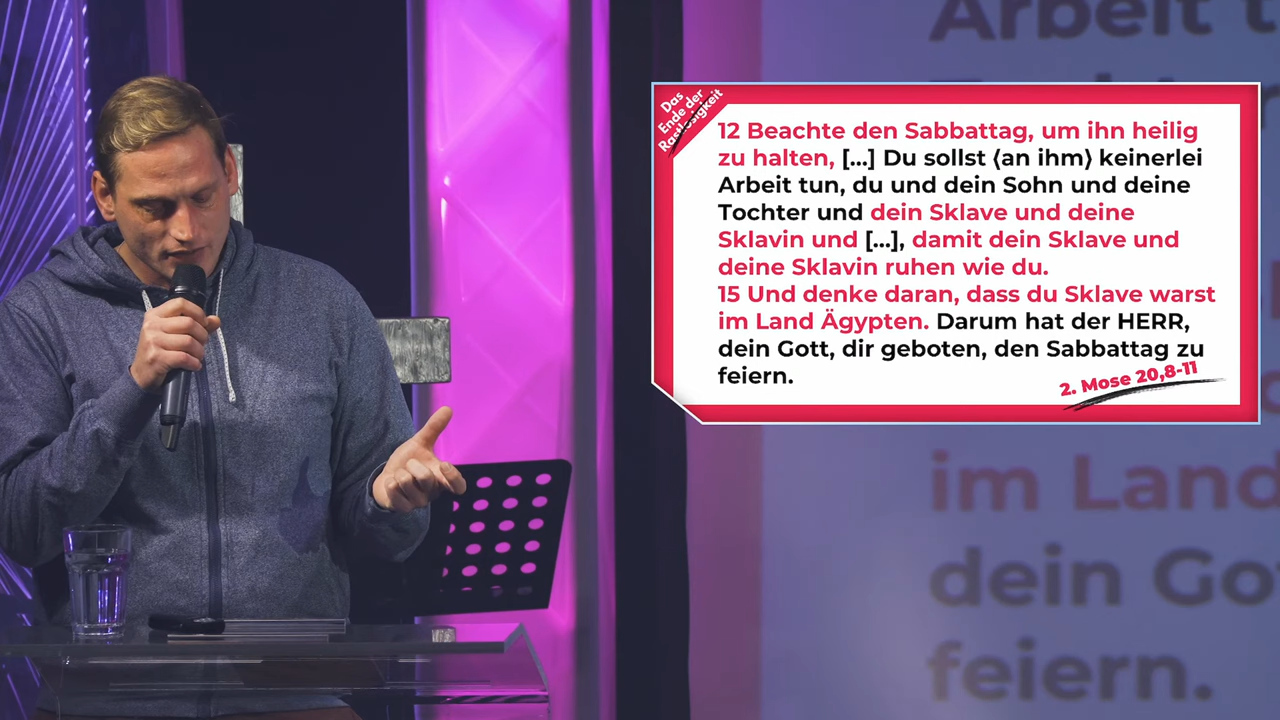 Das
Ende der
Rastlosigkeit
12 Beachte den Sabbattag, um ihn heilig
zu halten, [...] Du sollst ⟨an ihm⟩ keinerlei
Arbeit tun, du und dein Sohn und deine
Tochter und dein Sklave und deine
Sklavin und [...], damit dein Sklave und
deine Sklavin ruhen wie du.
15 Und denke daran, dass du Sklave warst
im Land Ägypten. Darum hat der HERR,
dein Gott, dir geboten, den Sabbattag zu
feiern.
2. Mose 20,8-11
Arbeit
im Land
dein Go
feiern.